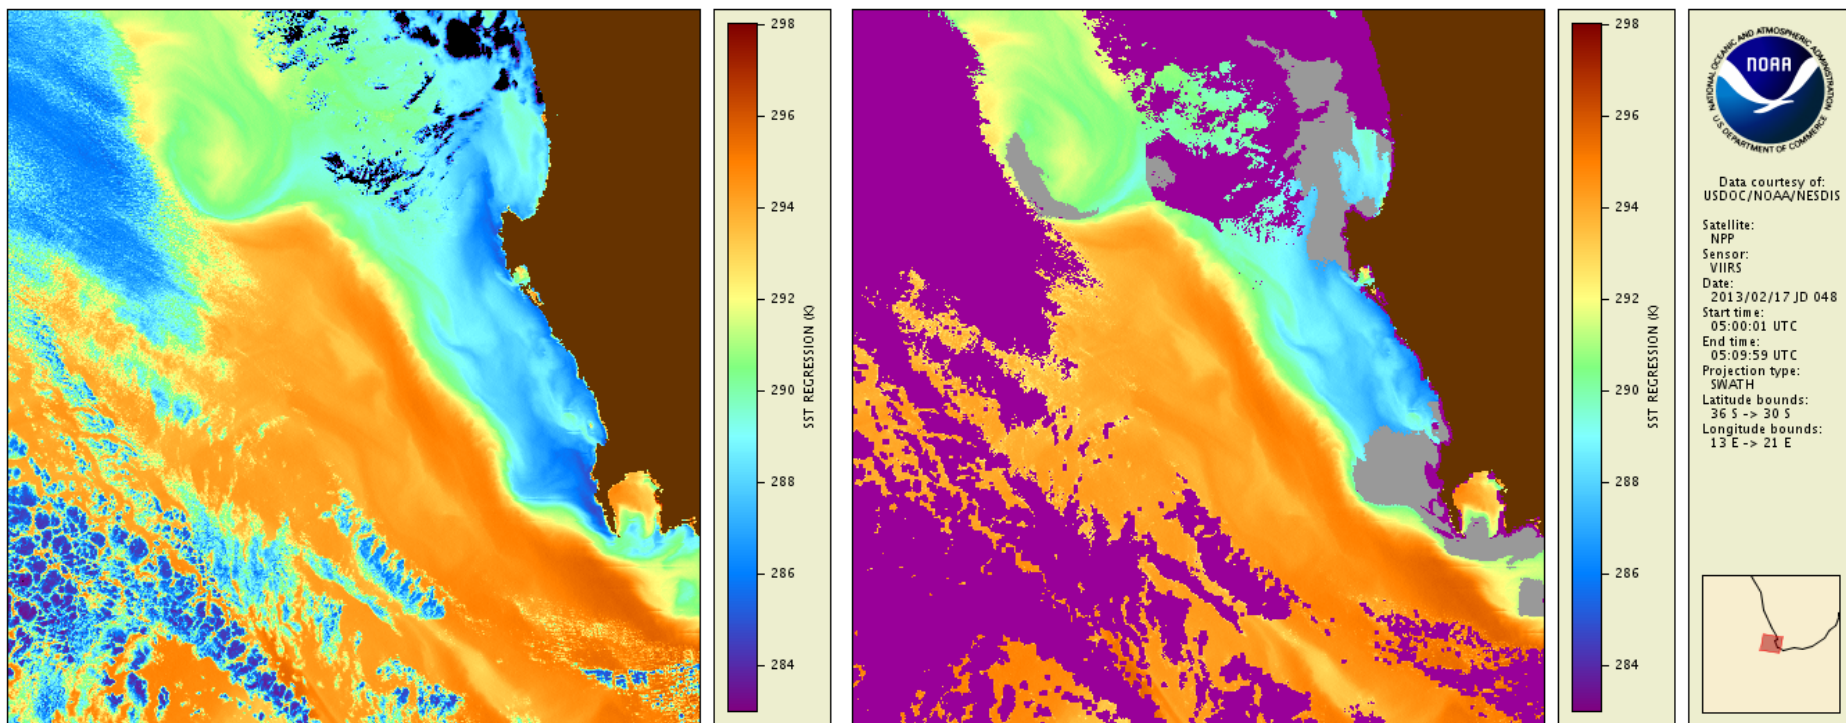 298
296
294
292
290
288
286
284
SST REGRESSION (K)
298
296
294
292
290
288
286
284
SST REGRESSION (K)
NATIONAL OCEANIC AND ATMOSPHERIC ADMINISTRATION
NOAA
U.S. DEPARTMENT OF COMMERCE
Data courtesy of:
USDOC/NOAA/NESDIS
Satellite:
NPP
Sensor:
VIIRS
Date:
2013/02/17 JD 048
Start time:
05:00:01 UTC
End time:
05:09:59 UTC
Projection type:
SWATH
Latitude bounds:
36 S -> 30 S
Longitude bounds:
13 E -> 21 E